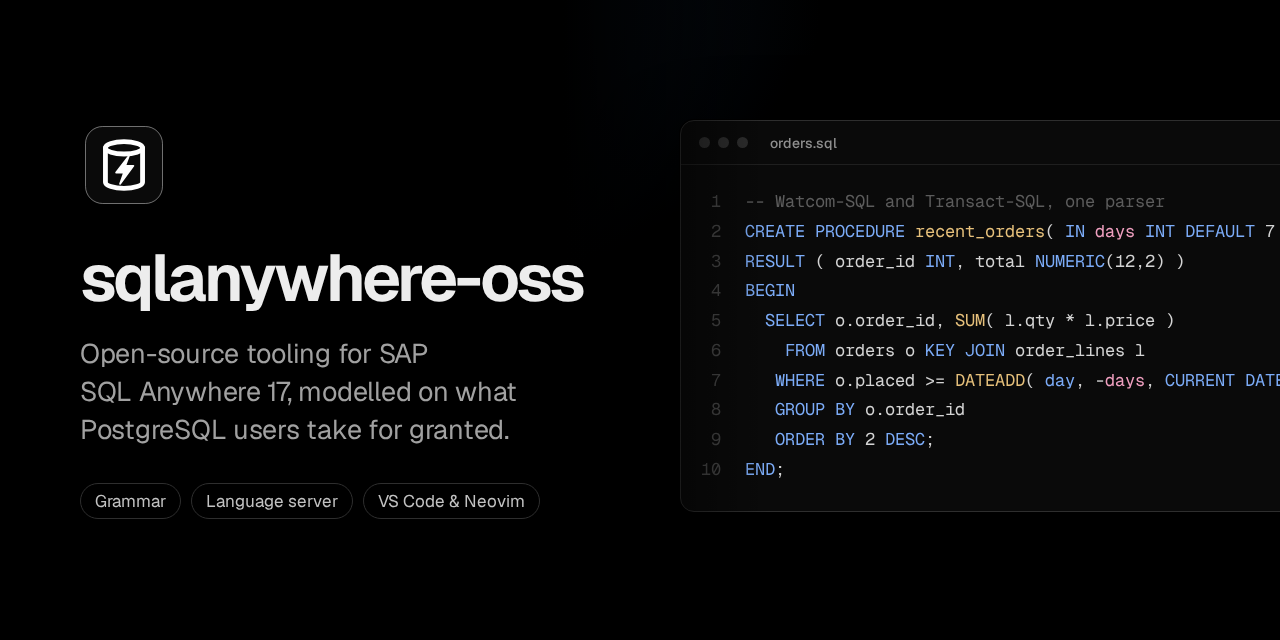 sqlanywhere-oss
Open-source tooling for SAP
SQL Anywhere 17, modelled on what
PostgreSQL users take for granted.
Grammar
Language server
VS Code & Neovim
orders.sql
1 -- Watcom-SQL and Transact-SQL, one parser
2 CREATE PROCEDURE recent_orders( IN days INT DEFAULT 7
3 RESULT ( order_id INT, total NUMERIC(12,2) )
4 BEGIN
5 SELECT o.order_id, SUM( l.qty * l.price )
6 FROM orders o KEY JOIN order_lines l
7 WHERE o.placed >= DATEADD( day, -days, CURRENT DATE
8 GROUP BY o.order_id
9 ORDER BY 2 DESC;
10 END;